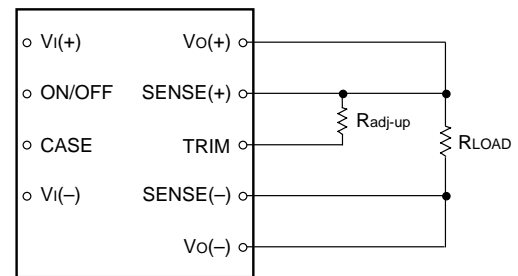 VI(+) VO(+)
ON/OFF SENSE(+)
Radj-up
CASE TRIM
RLOAD
VI(–) SENSE(–)
VO(–)